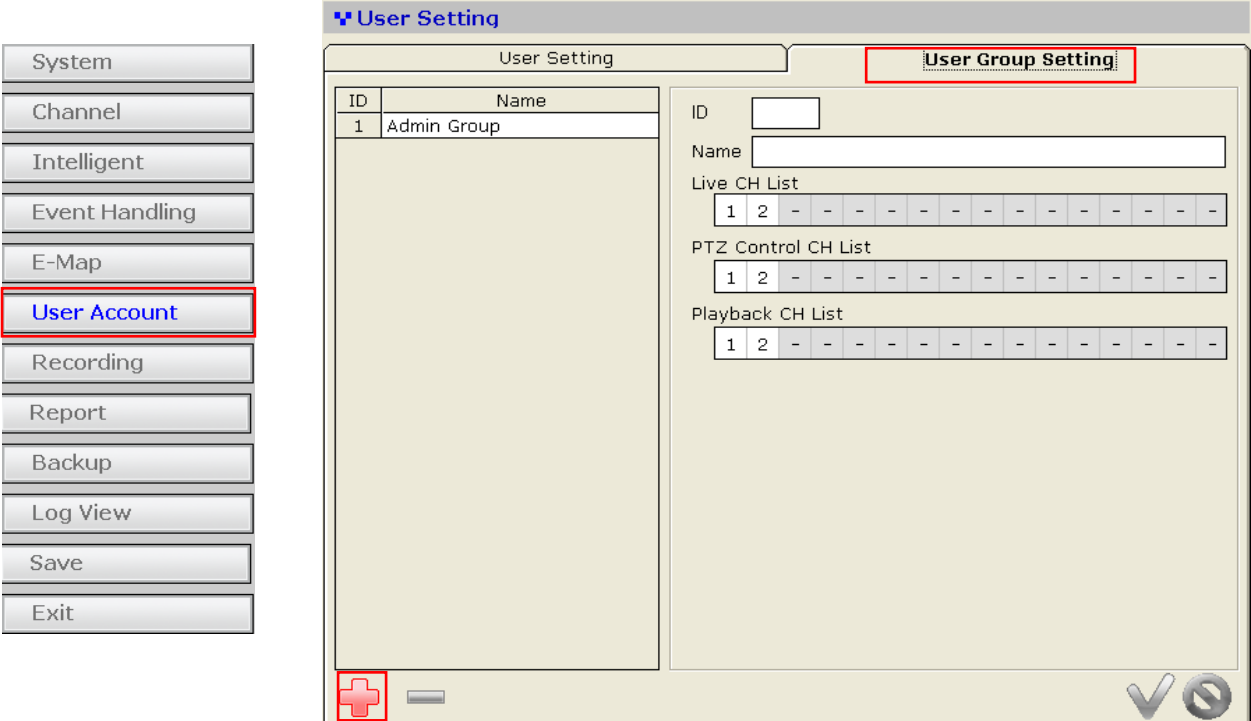 System
Channel
Intelligent
Event Handling
E-Map
User Account
Recording
Report
Backup
Log View
Save
Exit
User Setting
User Setting
User Group Setting
ID Name
1 Admin Group
ID
Name
Live CH List
1 2 - - - - - - - - - - - - - -
PTZ Control CH List
1 2 - - - - - - - - - - - - - -
Playback CH List
1 2 - - - - - - - - - - - - - -